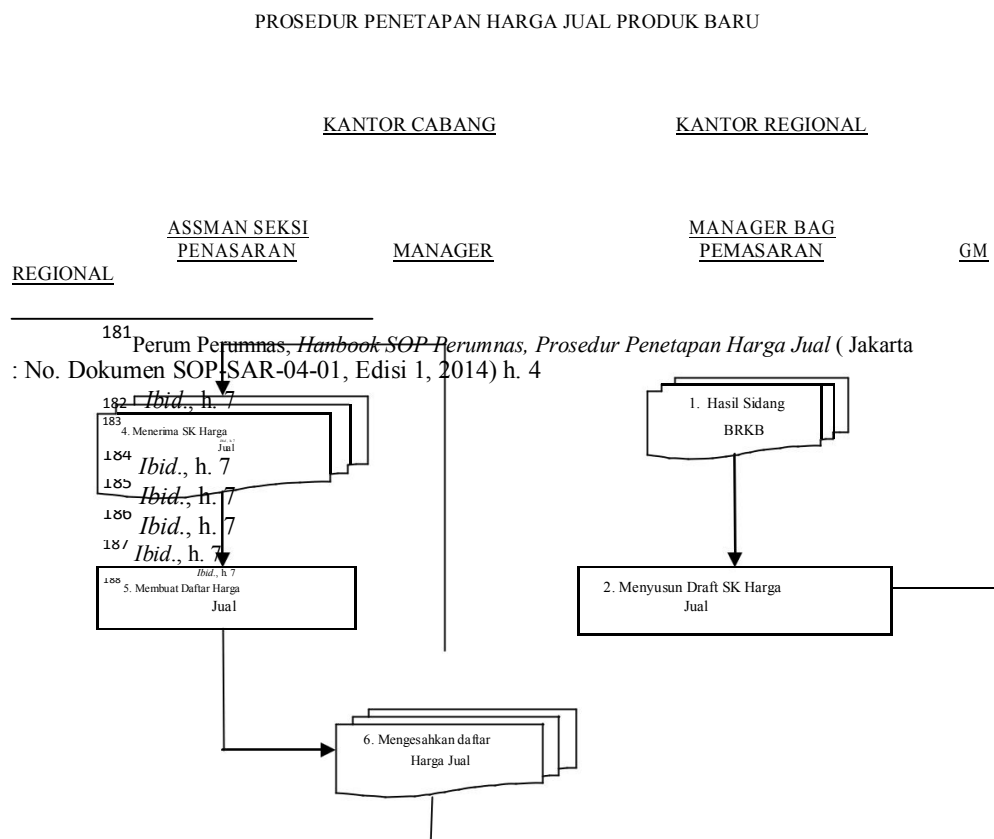 PROSEDUR PENETAPAN HARGA JUAL PRODUK BARU
KANTOR CABANG KANTOR REGIONAL
ASSMAN SEKSI
PENASARAN
MANAGER
MANAGER BAG
PEMASARAN
GM
REGIONAL
181 Perum Perumnas, Hanbook SOP Perumnas, Prosedur Penetapan Harga Jual ( Jakarta
: No. Dokumen SOP-SAR-04-01, Edisi 1, 2014) h. 4
182 Ibid., h. 7
183 Ibid., h. 7
4. Menerima SK Harga
Jual
184 Ibid., h. 7
185 Ibid., h. 7
186 Ibid., h. 7
187 Ibid., h. 7
188 Ibid., h. 7
5. Membuat Daftar Harga
Jual
1. Hasil Sidang
BRKB
2. Menyusun Draft SK Harga
Jual
6. Mengesahkan daftar
Harga Jual